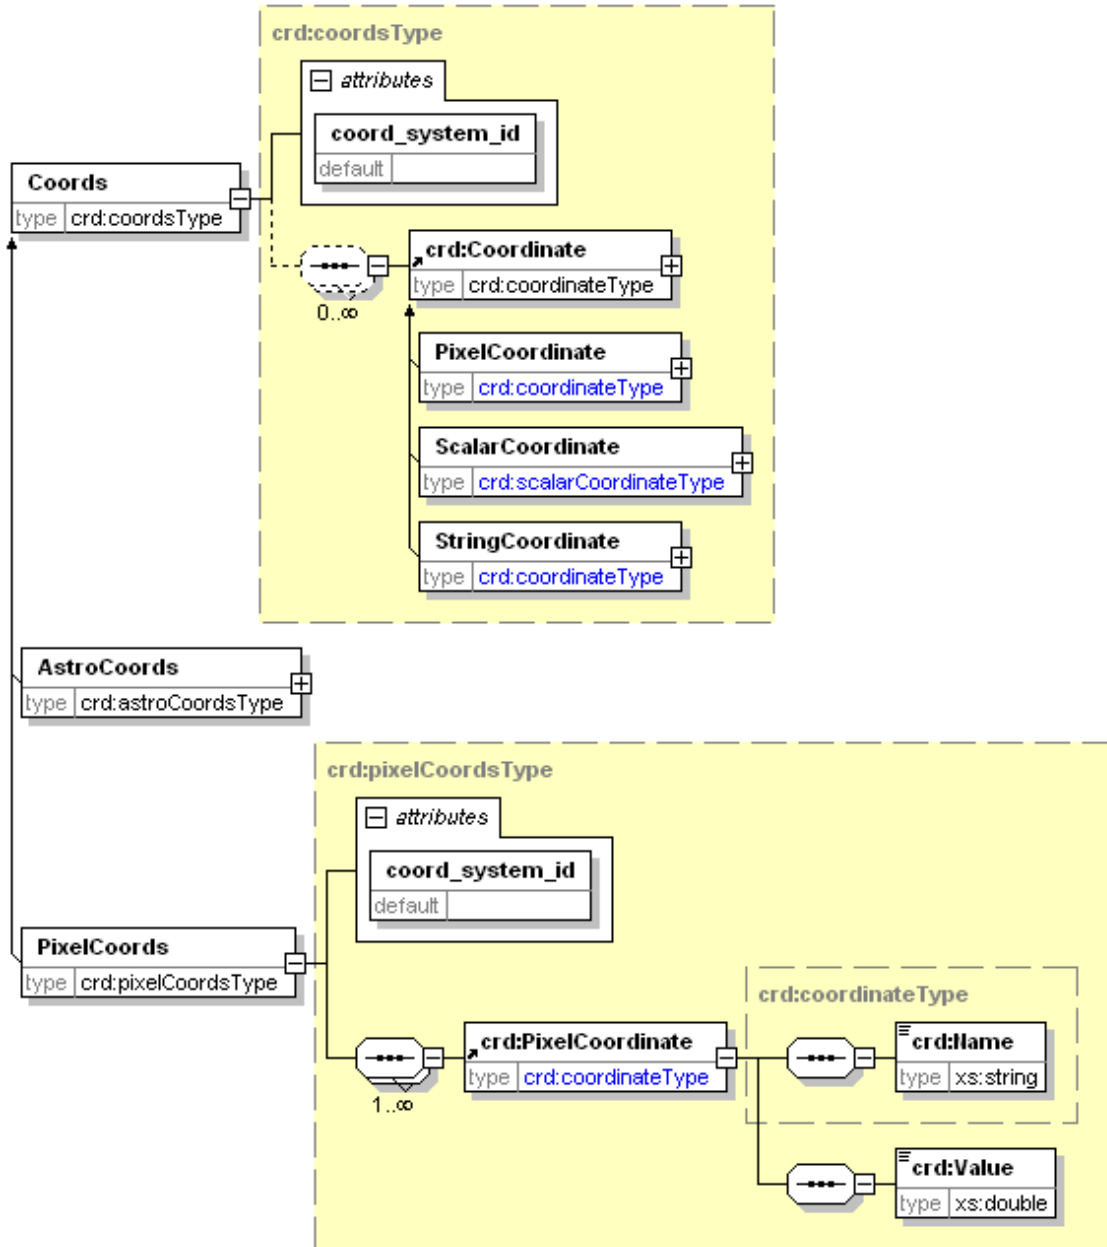 crd:coordsType
attributes
coord_system_id
default
Coords
type crd:coordsType
crd:Coordinate
type crd:coordinateType
0..∞
PixelCoordinate
type crd:coordinateType
ScalarCoordinate
type crd:scalarCoordinateType
StringCoordinate
type crd:coordinateType
AstroCoords
type crd:astroCoordsType
crd:pixelCoordsType
attributes
coord_system_id
default
PixelCoords
type crd:pixelCoordsType
crd:coordinateType
crd:PixelCoordinate
type crd:coordinateType
1..∞
crd:Name
type xs:string
crd:Value
type xs:double